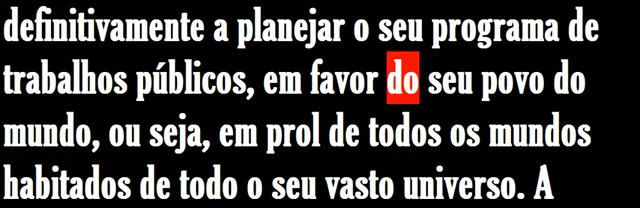 definitivamente a planejar o seu programa de
trabalhos públicos, em favor do seu povo do
mundo, ou seja, em prol de todos os mundos
habitados de todo o seu vasto universo. A